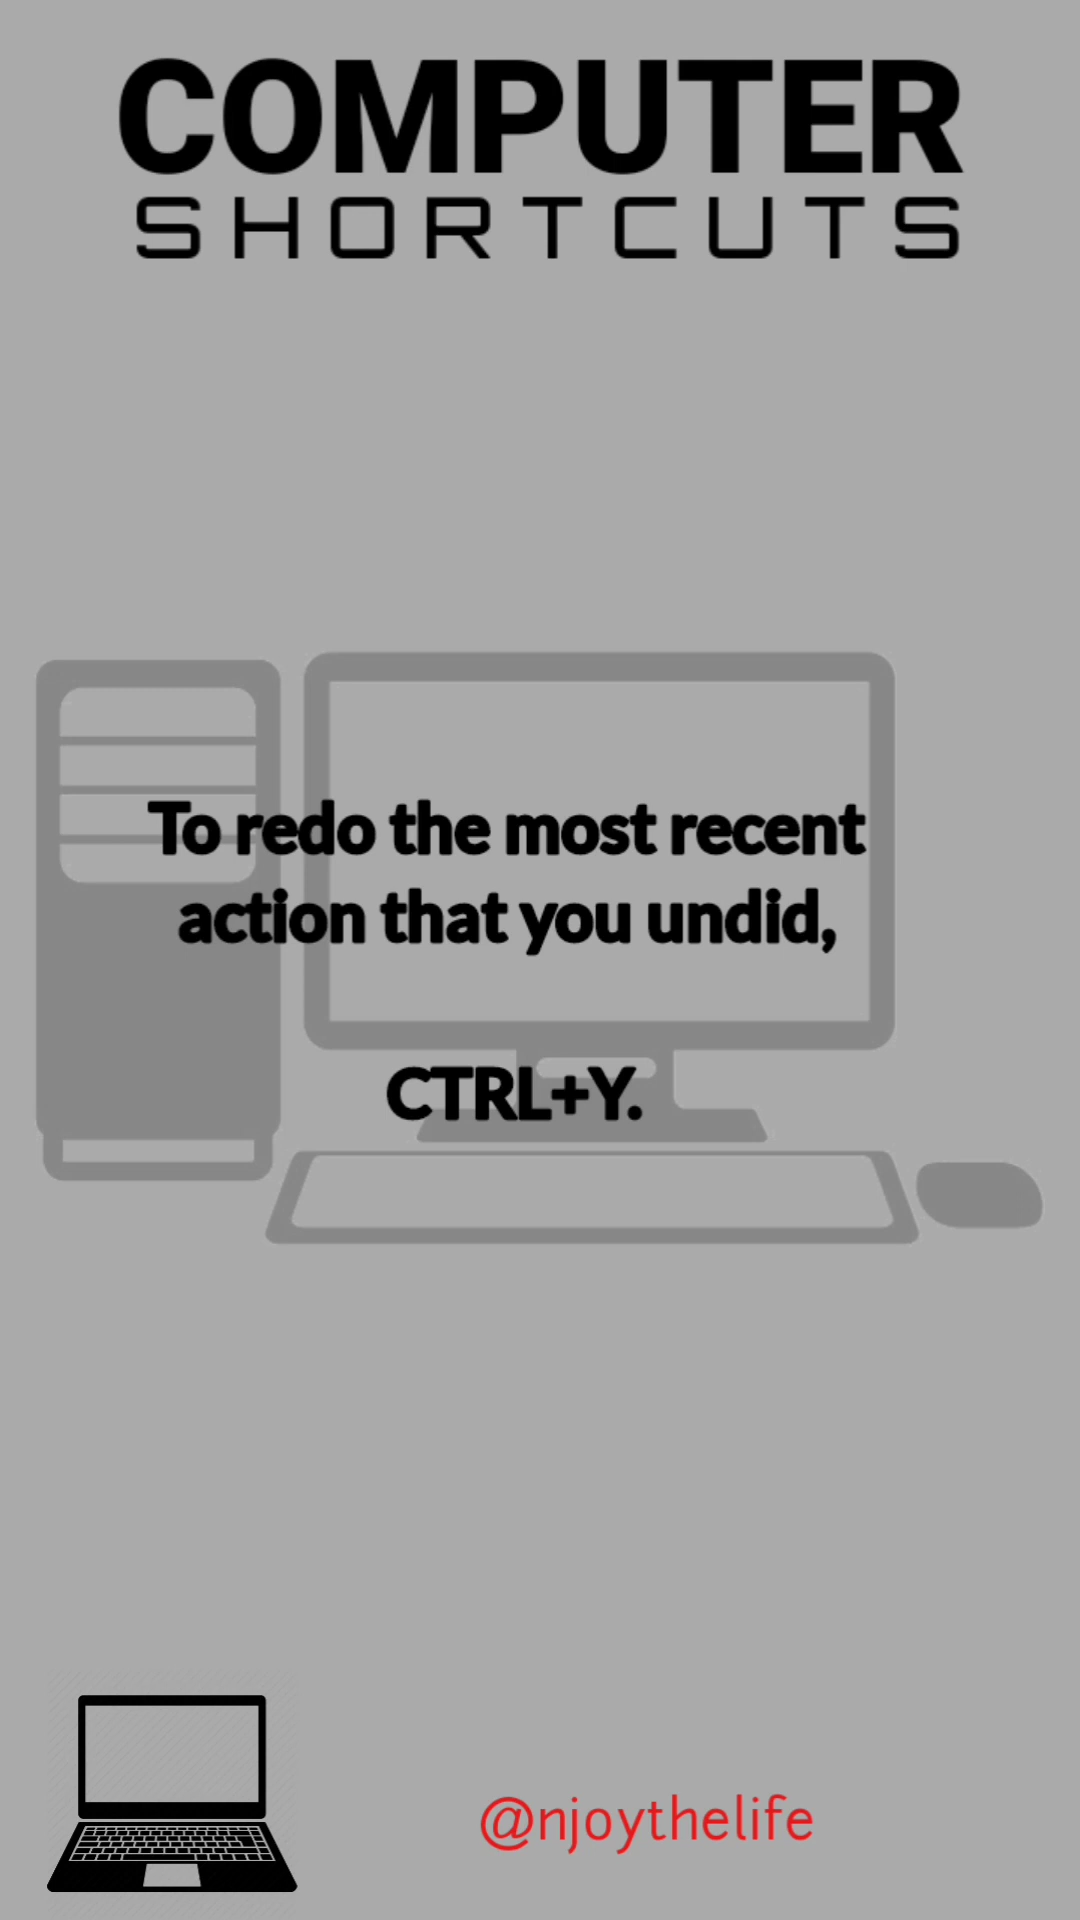 COMPUTER
SHORTCUTS
To redo the most recent
action that you undid,
CTRL+Y.
@njoythelife